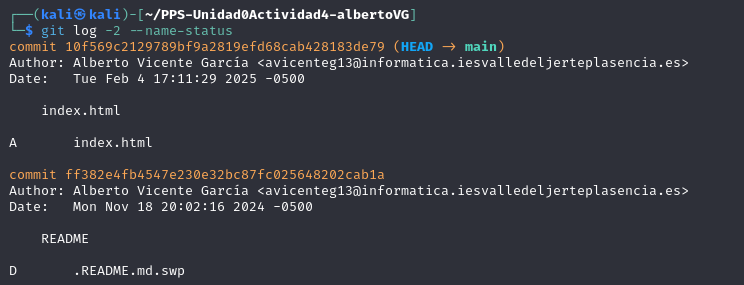 ┌──(kali㉿kali)-[~/PPS-Unidad0Actividad4-albertoVG]
└─$ git log -2 --name-status
commit 10f569c2129789bf9a2819efd68cab428183de79 (HEAD -> main)
Author: Alberto Vicente García <avicenteg13@informatica.iesvalledeljerteplasencia.es>
Date:   Tue Feb 4 17:11:29 2025 -0500
    index.html
A       index.html
commit ff382e4fb4547e230e32bc87fc025648202cab1a
Author: Alberto Vicente García <avicenteg13@informatica.iesvalledeljerteplasencia.es>
Date:   Mon Nov 18 20:02:16 2024 -0500
    README
D       .README.md.swp